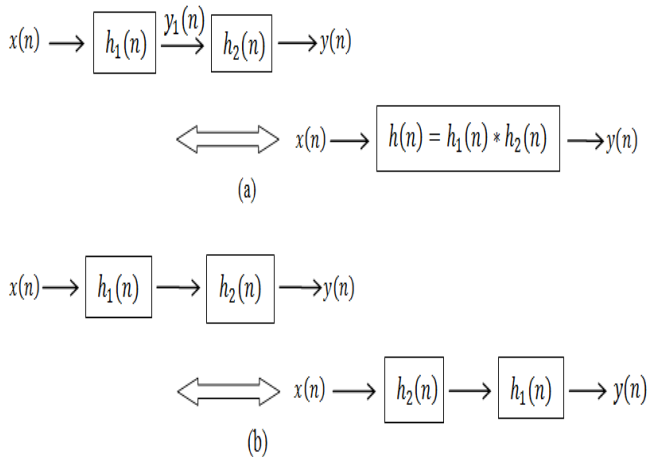 x(n) h₁(n) y₁(n) h₂(n) y(n)
x(n) h(n) = h₁(n) * h₂(n) y(n)
(a)
x(n) h₁(n) h₂(n) y(n)
x(n) h₂(n) h₁(n) y(n)
(b)